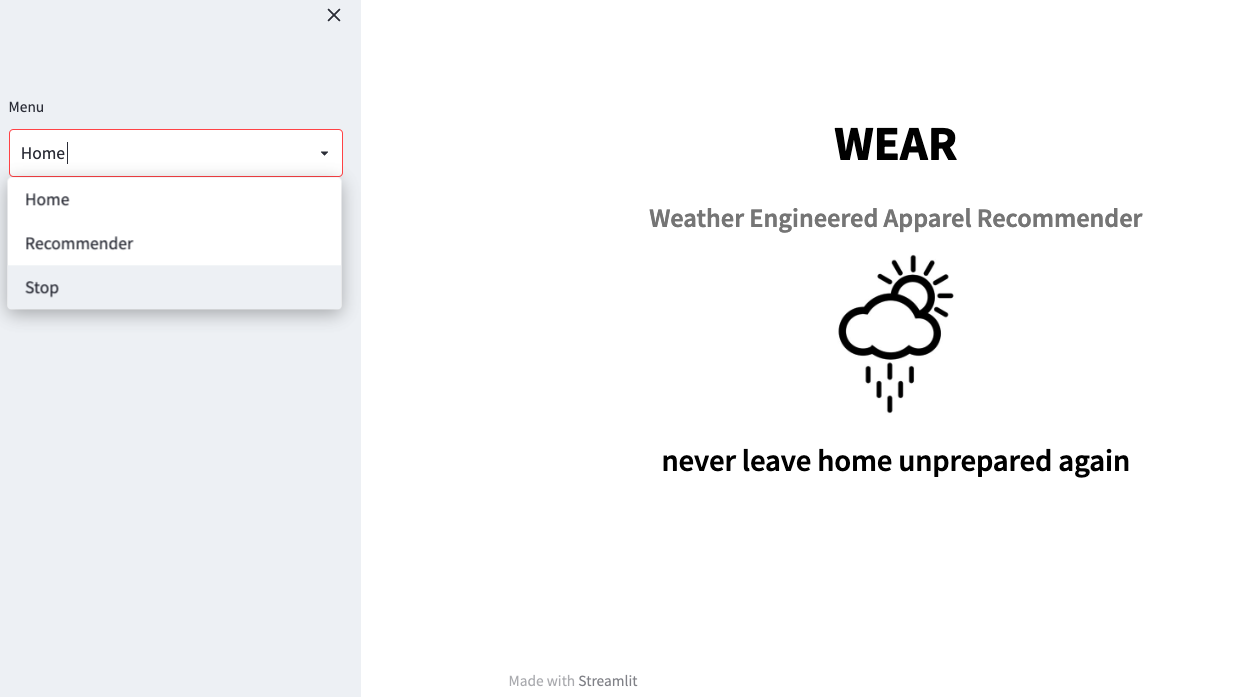 Menu
Home
Home
Recommender
Stop
WEAR
Weather Engineered Apparel Recommender
never leave home unprepared again
Made with Streamlit